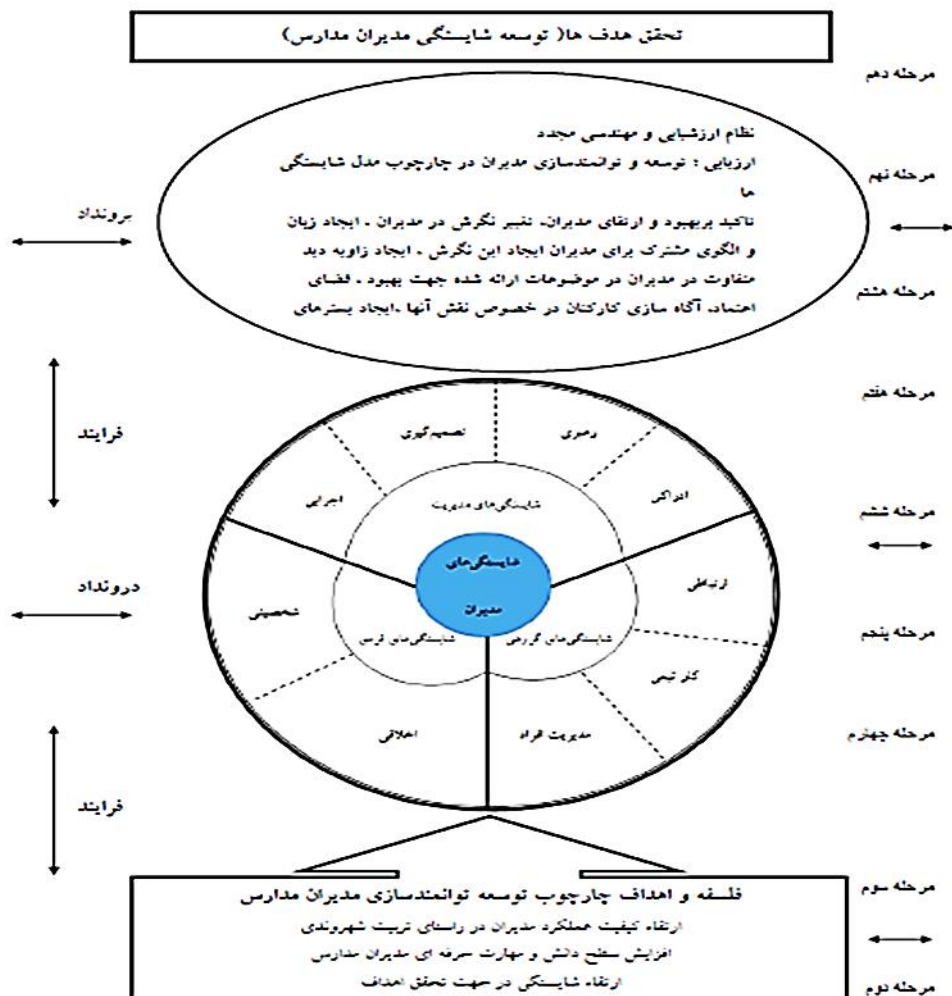 تحقق هدف ها( توسعه شایستگی مدیران مدارس)
مرحله دهم
نظام ارزشیابی و مهندسی مجدد
ارزیابی ؛ توسعه و توانمندسازی مدیران در چارچوب مدل شایستگی
ها
تاکید بربهبود و ارتقای مدیران، تغییر نگرش در مدیران ـ ایجاد زبان
و الگوی مشترک برای مدیران ایجاد این نگرش ـ ایجاد زاویه دید
متفاوت در مدیران در موضوعات ارائه شده جهت بهبود ـ فضای
اعتماد، آگاه سازی کارکنان در خصوص نقش آنها ـایجاد بسترهای
مرحله نهم
برونداد
مرحله هشتم
مرحله هفتم
فرایند
رهبری
تصمیم‌گیری
ادراکی
اجرایی
شایستگی‌های مدیریت
مرحله ششم
شایستگی‌های
مدیران
ارتباطی
درونداد
شخصیتی
شایستگی‌های گروهی
شایستگی‌های فردی
مرحله پنجم
کار تیمی
مدیریت افراد
اخلاقی
مرحله چهارم
فرایند
فلسفه و اهداف چارچوب توسعه توانمندسازی مدیران مدارس
ارتقاء کیفیت عملکرد مدیران در راستای تربیت شهروندی
افزایش سطح دانش و مهارت حرفه ای مدیران مدارس
ارتقاء شایستگی در جهت تحقق اهداف
مرحله سوم
مرحله دوم